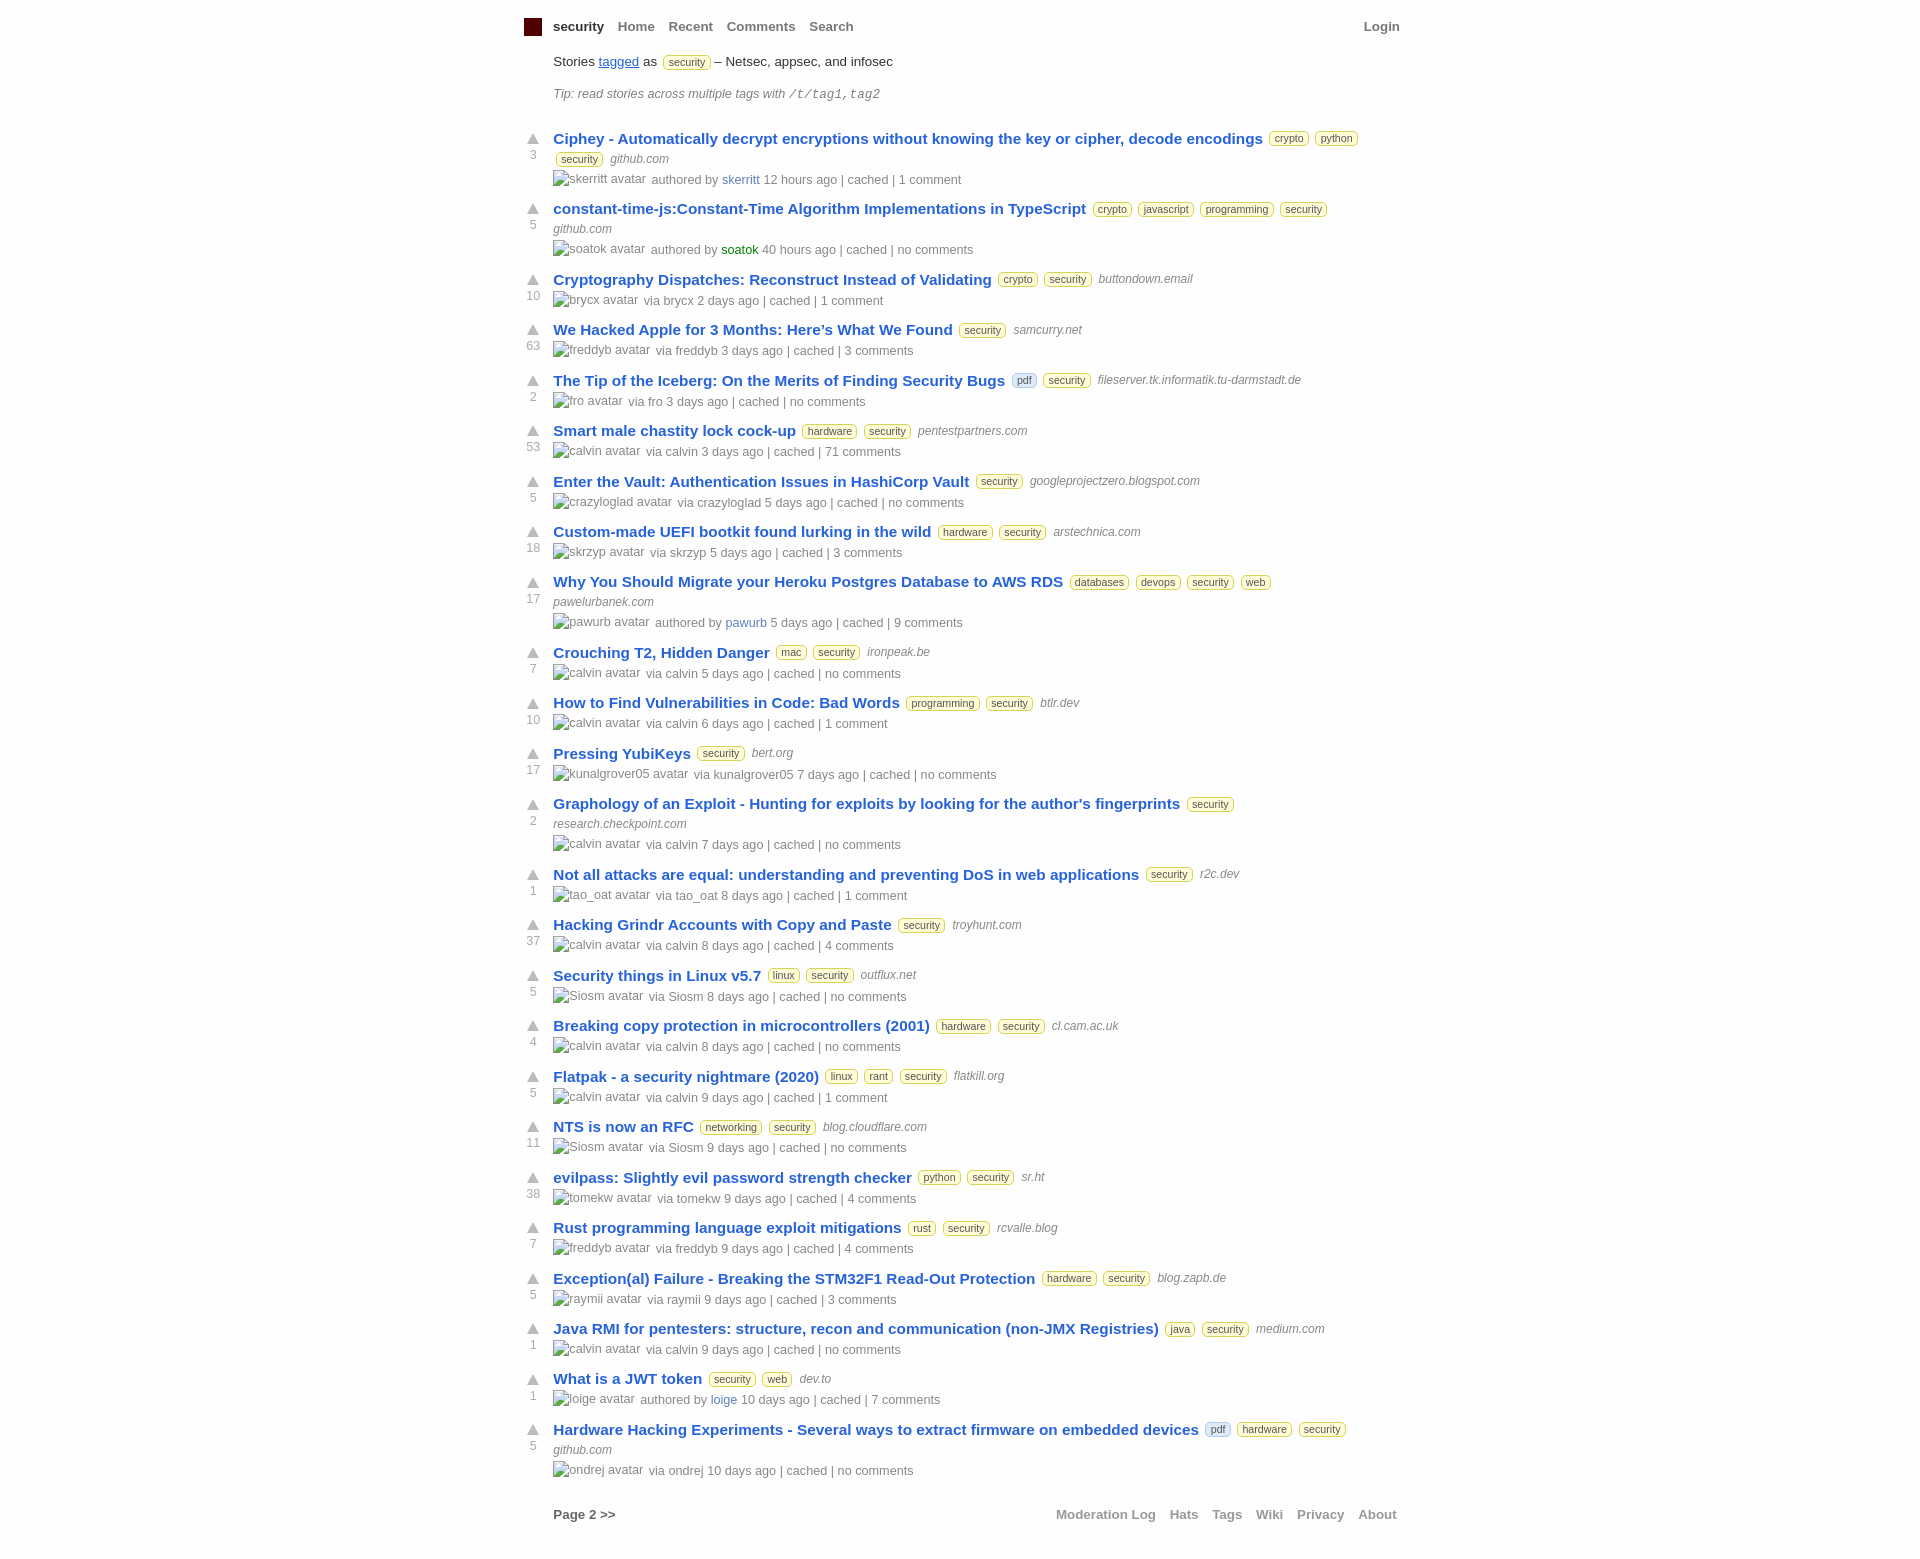 security Home Recent Comments Search Login
Stories tagged as security – Netsec, appsec, and infosec
Tip: read stories across multiple tags with /t/tag1,tag2
Ciphey - Automatically decrypt encryptions without knowing the key or cipher, decode encodings crypto python
3 security github.com
skerritt avatar authored by skerritt 12 hours ago | cached | 1 comment
constant-time-js:Constant-Time Algorithm Implementations in TypeScript crypto javascript programming security
5 github.com
soatok avatar authored by soatok 40 hours ago | cached | no comments
Cryptography Dispatches: Reconstruct Instead of Validating crypto security buttondown.email
10 brycx avatar via brycx 2 days ago | cached | 1 comment
We Hacked Apple for 3 Months: Here’s What We Found security samcurry.net
63 freddyb avatar via freddyb 3 days ago | cached | 3 comments
The Tip of the Iceberg: On the Merits of Finding Security Bugs pdf security fileserver.tk.informatik.tu-darmstadt.de
2 fro avatar via fro 3 days ago | cached | no comments
Smart male chastity lock cock-up hardware security pentestpartners.com
53 calvin avatar via calvin 3 days ago | cached | 71 comments
Enter the Vault: Authentication Issues in HashiCorp Vault security googleprojectzero.blogspot.com
5 crazyloglad avatar via crazyloglad 5 days ago | cached | no comments
Custom-made UEFI bootkit found lurking in the wild hardware security arstechnica.com
18 skrzyp avatar via skrzyp 5 days ago | cached | 3 comments
Why You Should Migrate your Heroku Postgres Database to AWS RDS databases devops security web
17 pawelurbanek.com
pawurb avatar authored by pawurb 5 days ago | cached | 9 comments
Crouching T2, Hidden Danger mac security ironpeak.be
7 calvin avatar via calvin 5 days ago | cached | no comments
How to Find Vulnerabilities in Code: Bad Words programming security btlr.dev
10 calvin avatar via calvin 6 days ago | cached | 1 comment
Pressing YubiKeys security bert.org
17 kunalgrover05 avatar via kunalgrover05 7 days ago | cached | no comments
Graphology of an Exploit - Hunting for exploits by looking for the author's fingerprints security
2 research.checkpoint.com
calvin avatar via calvin 7 days ago | cached | no comments
Not all attacks are equal: understanding and preventing DoS in web applications security r2c.dev
1 tao_oat avatar via tao_oat 8 days ago | cached | 1 comment
Hacking Grindr Accounts with Copy and Paste security troyhunt.com
37 calvin avatar via calvin 8 days ago | cached | 4 comments
Security things in Linux v5.7 linux security outflux.net
5 Siosm avatar via Siosm 8 days ago | cached | no comments
Breaking copy protection in microcontrollers (2001) hardware security cl.cam.ac.uk
4 calvin avatar via calvin 8 days ago | cached | no comments
Flatpak - a security nightmare (2020) linux rant security flatkill.org
5 calvin avatar via calvin 9 days ago | cached | 1 comment
NTS is now an RFC networking security blog.cloudflare.com
11 Siosm avatar via Siosm 9 days ago | cached | no comments
evilpass: Slightly evil password strength checker python security sr.ht
38 tomekw avatar via tomekw 9 days ago | cached | 4 comments
Rust programming language exploit mitigations rust security rcvalle.blog
7 freddyb avatar via freddyb 9 days ago | cached | 4 comments
Exception(al) Failure - Breaking the STM32F1 Read-Out Protection hardware security blog.zapb.de
5 raymii avatar via raymii 9 days ago | cached | 3 comments
Java RMI for pentesters: structure, recon and communication (non-JMX Registries) java security medium.com
1 calvin avatar via calvin 9 days ago | cached | no comments
What is a JWT token security web dev.to
1 loige avatar authored by loige 10 days ago | cached | 7 comments
Hardware Hacking Experiments - Several ways to extract firmware on embedded devices pdf hardware security
5 github.com
ondrej avatar via ondrej 10 days ago | cached | no comments
Page 2 >> Moderation Log Hats Tags Wiki Privacy About